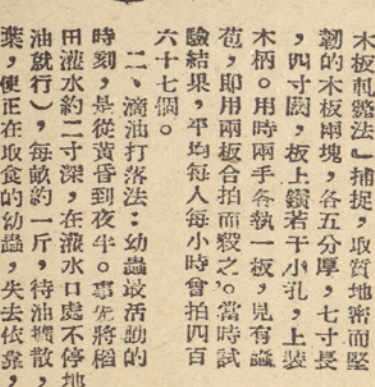 木板軋斃法』捕捉，取質地密而堅
韌的木板兩塊，各五分厚，七寸長
，四寸闊，板上鑽若干小孔，上裝
木柄。用時兩手各執一板，見有蟲
苞，即用兩板合拍而殺之。當時試
驗結果，平均每人每小時曾拍四百
六十七個。
二、滴油打落法：幼蟲最活動的
時刻，是從黃昏到夜半。事先將稻
田灌水約二寸深，在灌水口處不停地
油就行），每畝約一斤，待油擴散，
葉，使正在取食的幼蟲，失去依靠，